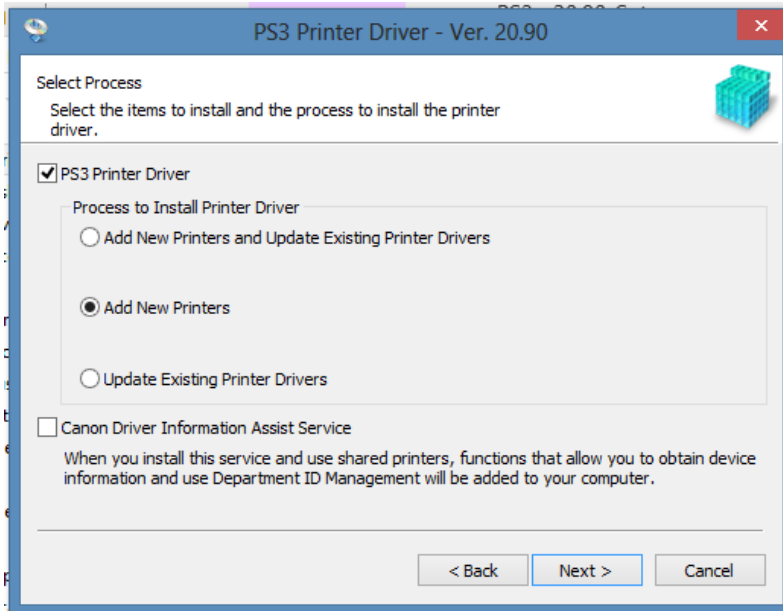 PS3 Printer Driver - Ver. 20.90
Select Process
Select the items to install and the process to install the printer
driver.
PS3 Printer Driver
Process to Install Printer Driver
Add New Printers and Update Existing Printer Drivers
Add New Printers
Update Existing Printer Drivers
Canon Driver Information Assist Service
When you install this service and use shared printers, functions that allow you to obtain device
information and use Department ID Management will be added to your computer.
< Back
Next >
Cancel